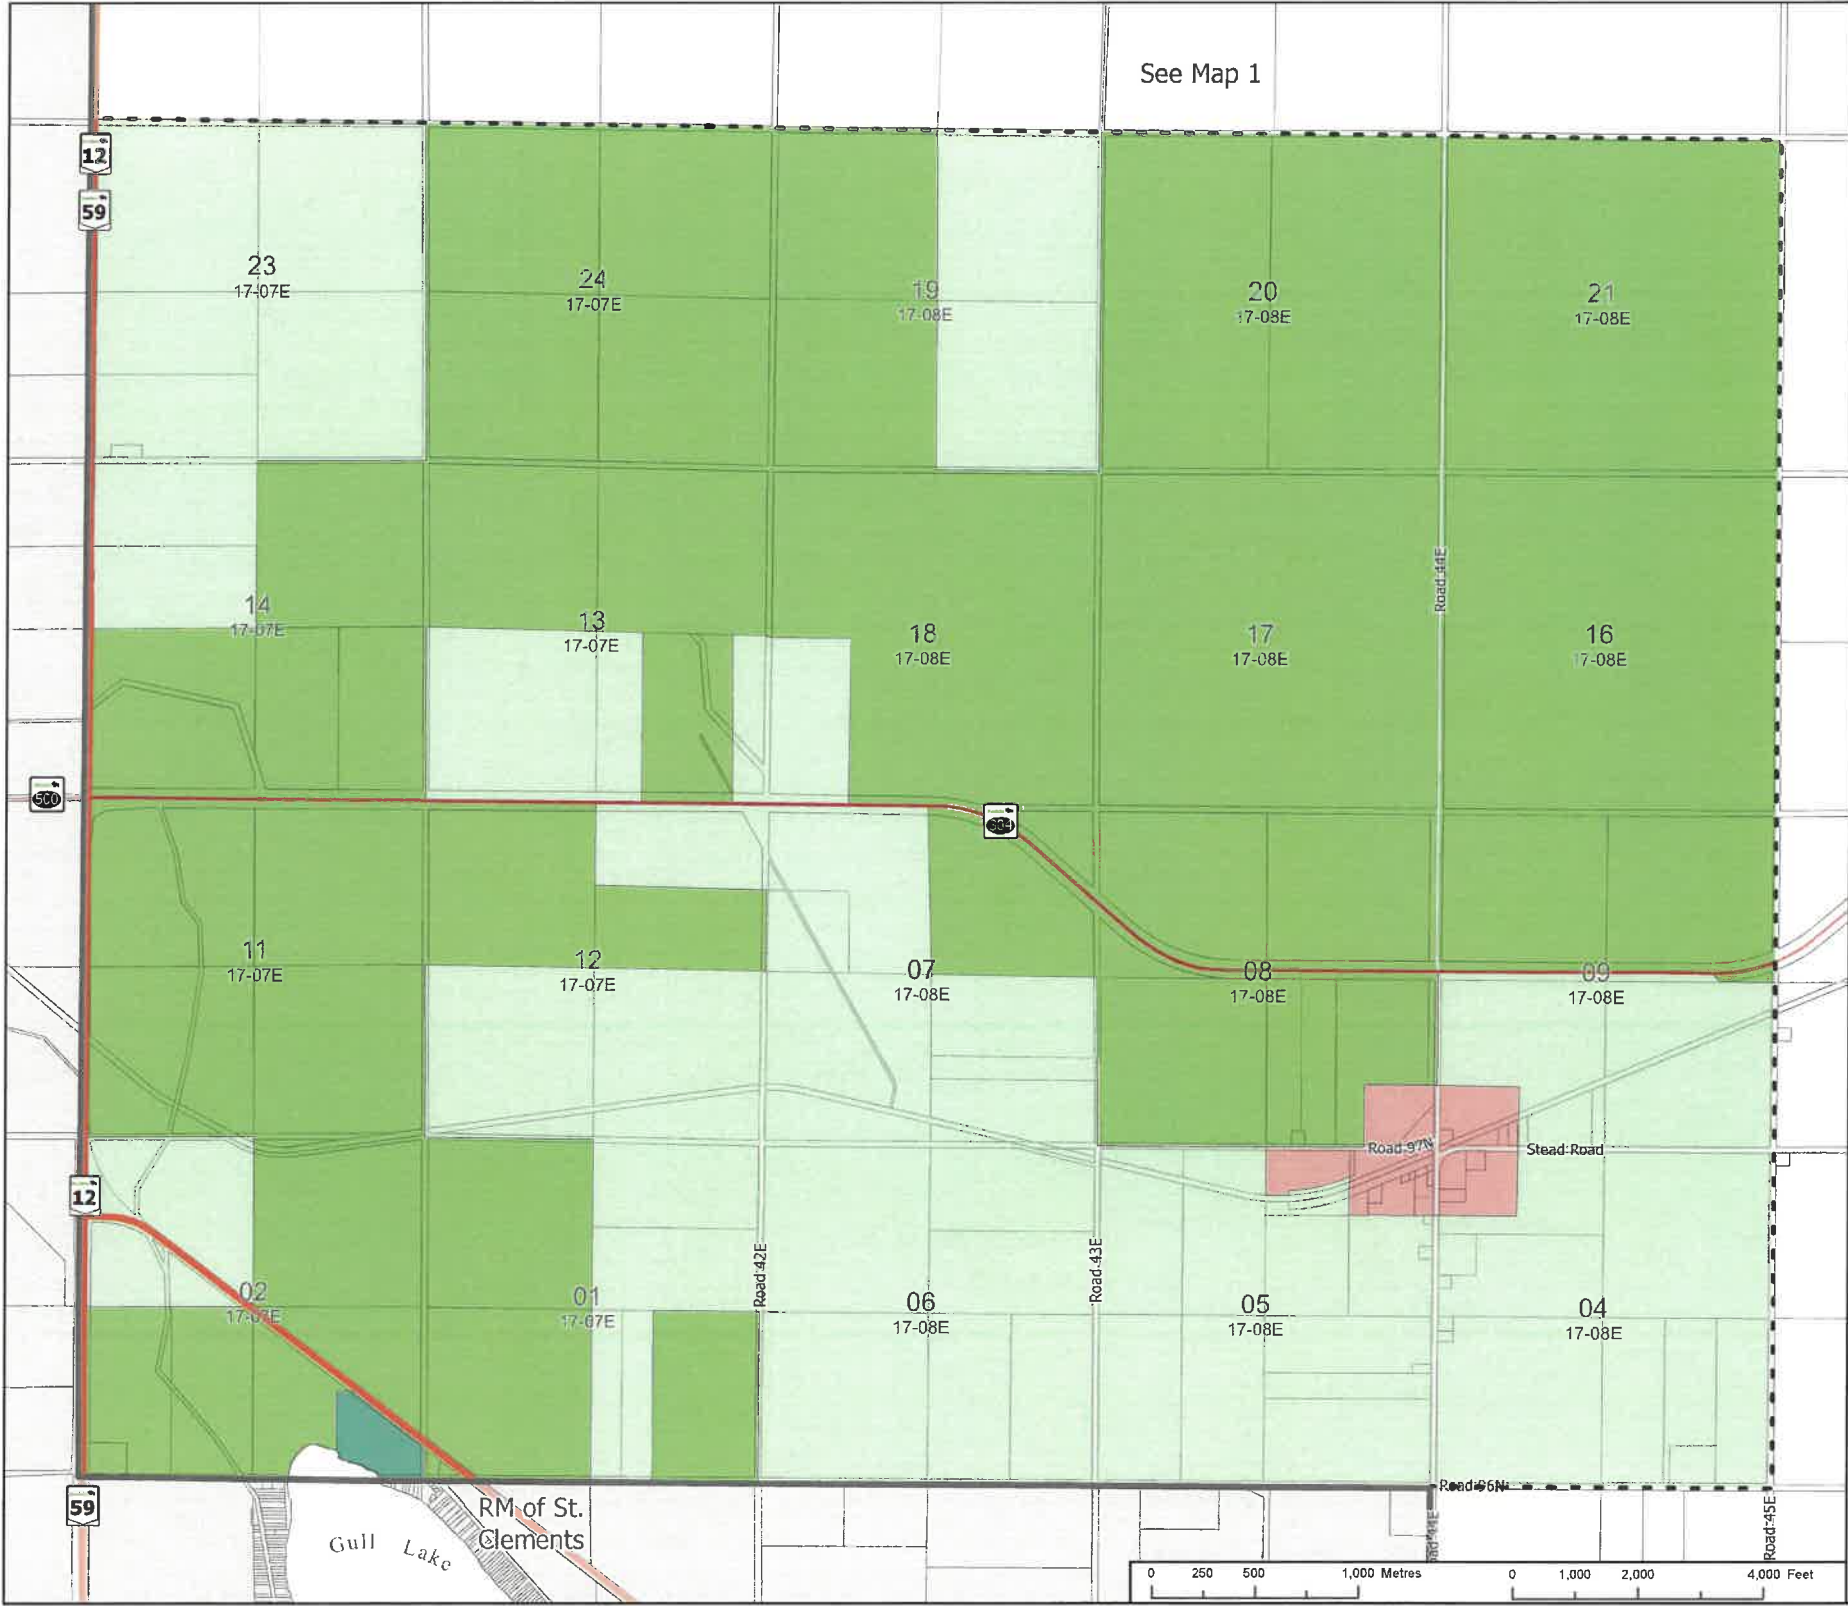 See Map 1
12
59
23
17-07E
24
17-07E
19
17-08E
20
17-08E
21
17-08E
Road 44E
14
17-07E
13
17-07E
18
17-08E
17
17-08E
16
17-08E
500
304
11
17-07E
12
17-07E
07
17-08E
08
17-08E
09
17-08E
Road 97N
Stead Road
12
02
17-07E
01
17-07E
Road 42E
06
17-08E
Road 43E
05
17-08E
04
17-08E
59
RM of St.
Clements
Gull Lake
Road 96N
Road 45E
0 250 500 1,000 Metres
0 1,000 2,000 4,000 Feet